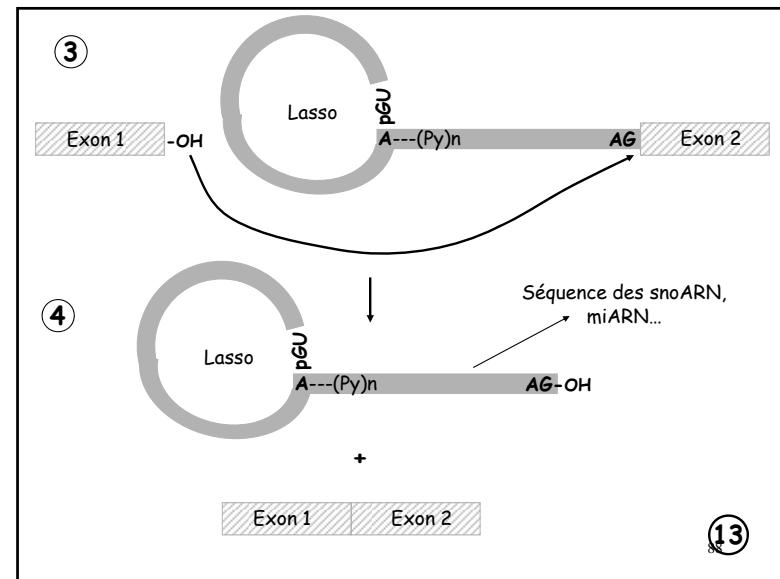 3
Lasso
pGU
Exon 1
-OH
A---(Py)n
AG
Exon 2
4
Séquence des snoARN,
miARN...
Lasso
pGU
A---(Py)n
AG-OH
+
Exon 1
Exon 2
13
88